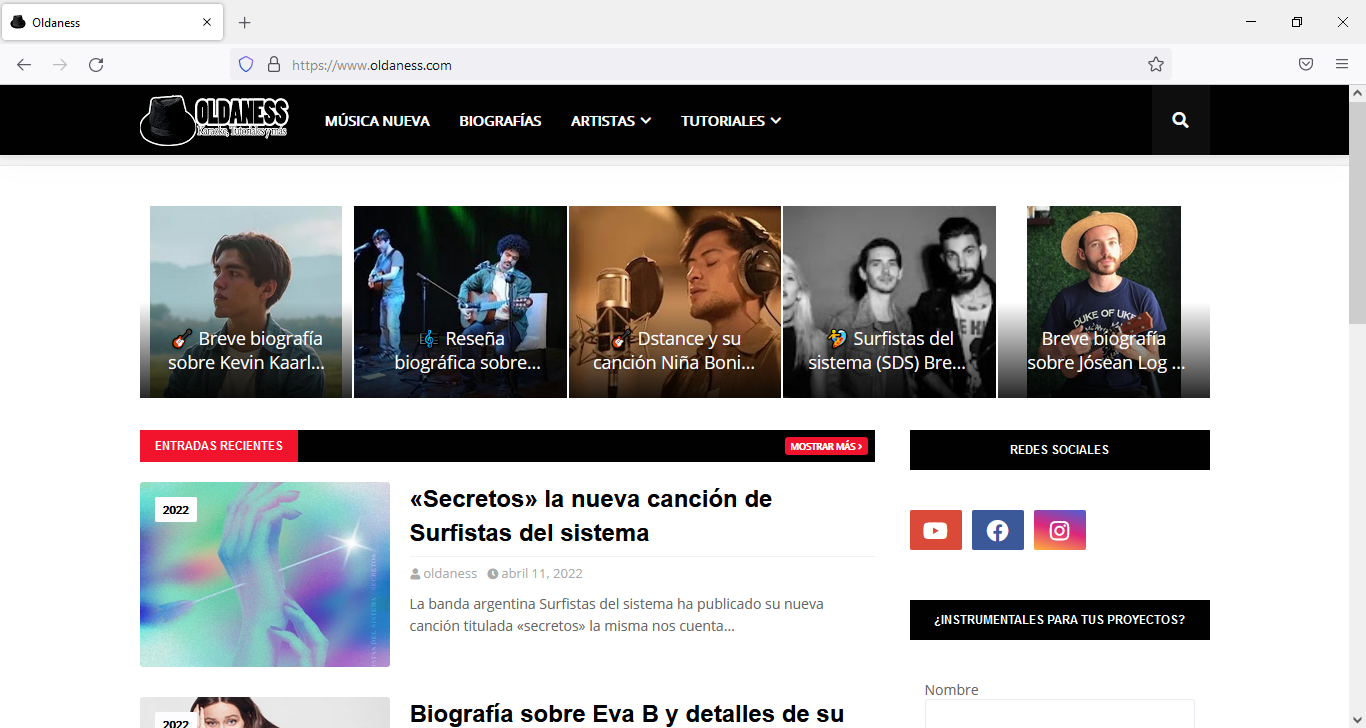 Oldaness
https://www.oldaness.com
OLDANESS
Karaoke, Tutoriales y más
MÚSICA NUEVA
BIOGRAFÍAS
ARTISTAS
TUTORIALES
🎸 Breve biografía
sobre Kevin Kaarl...
🎼 Reseña
biográfica sobre...
🎸 Dstance y su
canción Niña Boni...
🏄 Surfistas del
sistema (SDS) Bre...
DUKE OF UKE
Breve biografía
sobre Jósean Log ...
ENTRADAS RECIENTES
MOSTRAR MÁS ›
REDES SOCIALES
2022
«Secretos» la nueva canción de
Surfistas del sistema
oldaness abril 11, 2022
La banda argentina Surfistas del sistema ha publicado su nueva
canción titulada «secretos» la misma nos cuenta...
¿INSTRUMENTALES PARA TUS PROYECTOS?
Nombre
2022
Biografía sobre Eva B y detalles de su